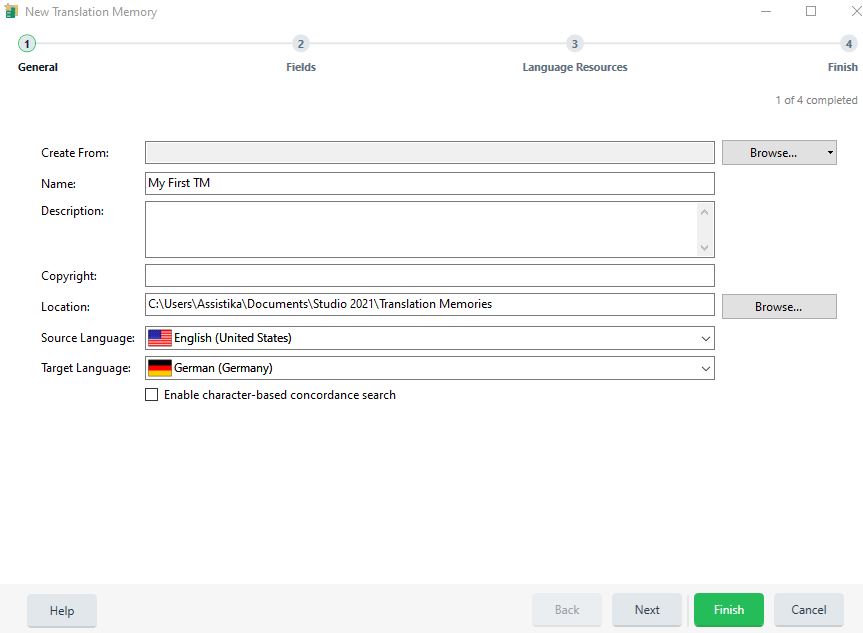 New Translation Memory
1 2 3 4
General Fields Language Resources Finish
1 of 4 completed
Create From: Browse...
Name: My First TM
Description:
Copyright:
Location: C:\Users\Assistika\Documents\Studio 2021\Translation Memories Browse...
Source Language: English (United States)
Target Language: German (Germany)
Enable character-based concordance search
Help Back Next Finish Cancel